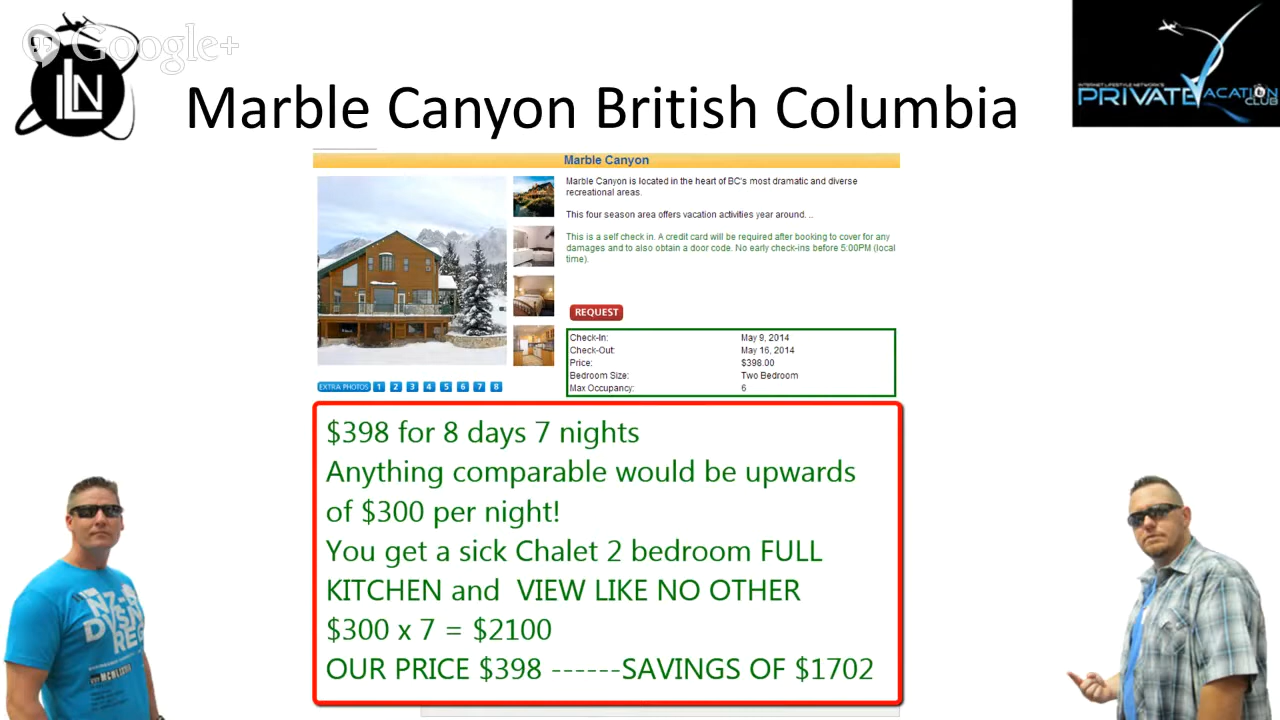 Google+
ILN
INTERNET LIFESTYLE NETWORK'S
PRIVATE VACATION
CLUB
Marble Canyon British Columbia
Marble Canyon
Marble Canyon is located in the heart of BC's most dramatic and diverse
recreational areas.
This four season area offers vacation activities year around...
This is a self check in. A credit card will be required after booking to cover for any
damages and to also obtain a door code. No early check-ins before 5:00PM (local
time).
REQUEST
Check-In: May 9, 2014
Check-Out: May 16, 2014
Price: $398.00
Bedroom Size: Two Bedroom
Max Occupancy: 6
EXTRA PHOTOS 1 2 3 4 5 6 7 8
$398 for 8 days 7 nights
Anything comparable would be upwards
of $300 per night!
You get a sick Chalet 2 bedroom FULL
KITCHEN and VIEW LIKE NO OTHER
$300 x 7 = $2100
OUR PRICE $398 ------SAVINGS OF $1702